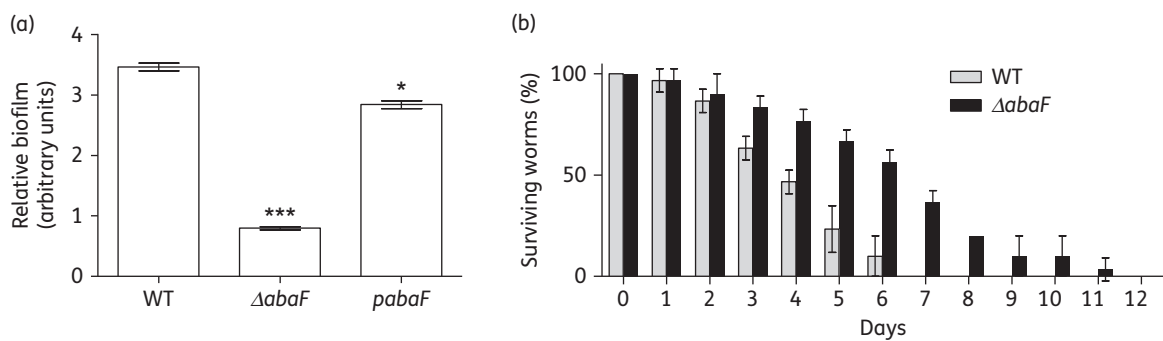 (a)
4
3
2
1
0
Relative biofilm
(arbitrary units)
***
*
WT
ΔabaF
pabaF
(b)
100
50
0
Surviving worms (%)
WT
ΔabaF
0 1 2 3 4 5 6 7 8 9 10 11 12
Days